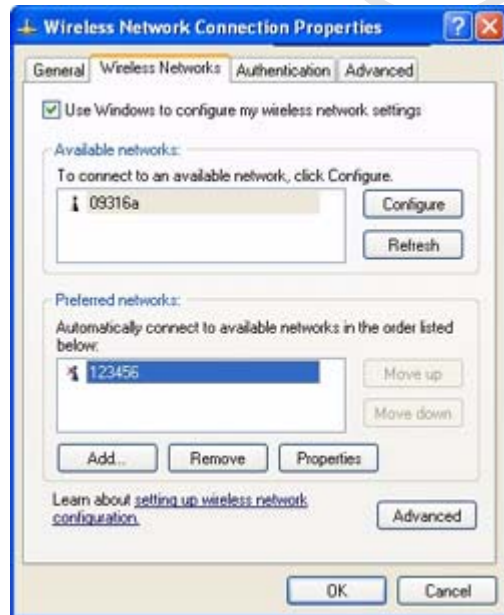 Wireless Network Connection Properties
General Wireless Networks Authentication Advanced
Use Windows to configure my wireless network settings
Available networks:
To connect to an available network, click Configure.
09316a
Configure
Refresh
Preferred networks:
Automatically connect to available networks in the order listed
below:
123456
Move up
Move down
Add... Remove Properties
Learn about setting up wireless network
configuration.
Advanced
OK Cancel